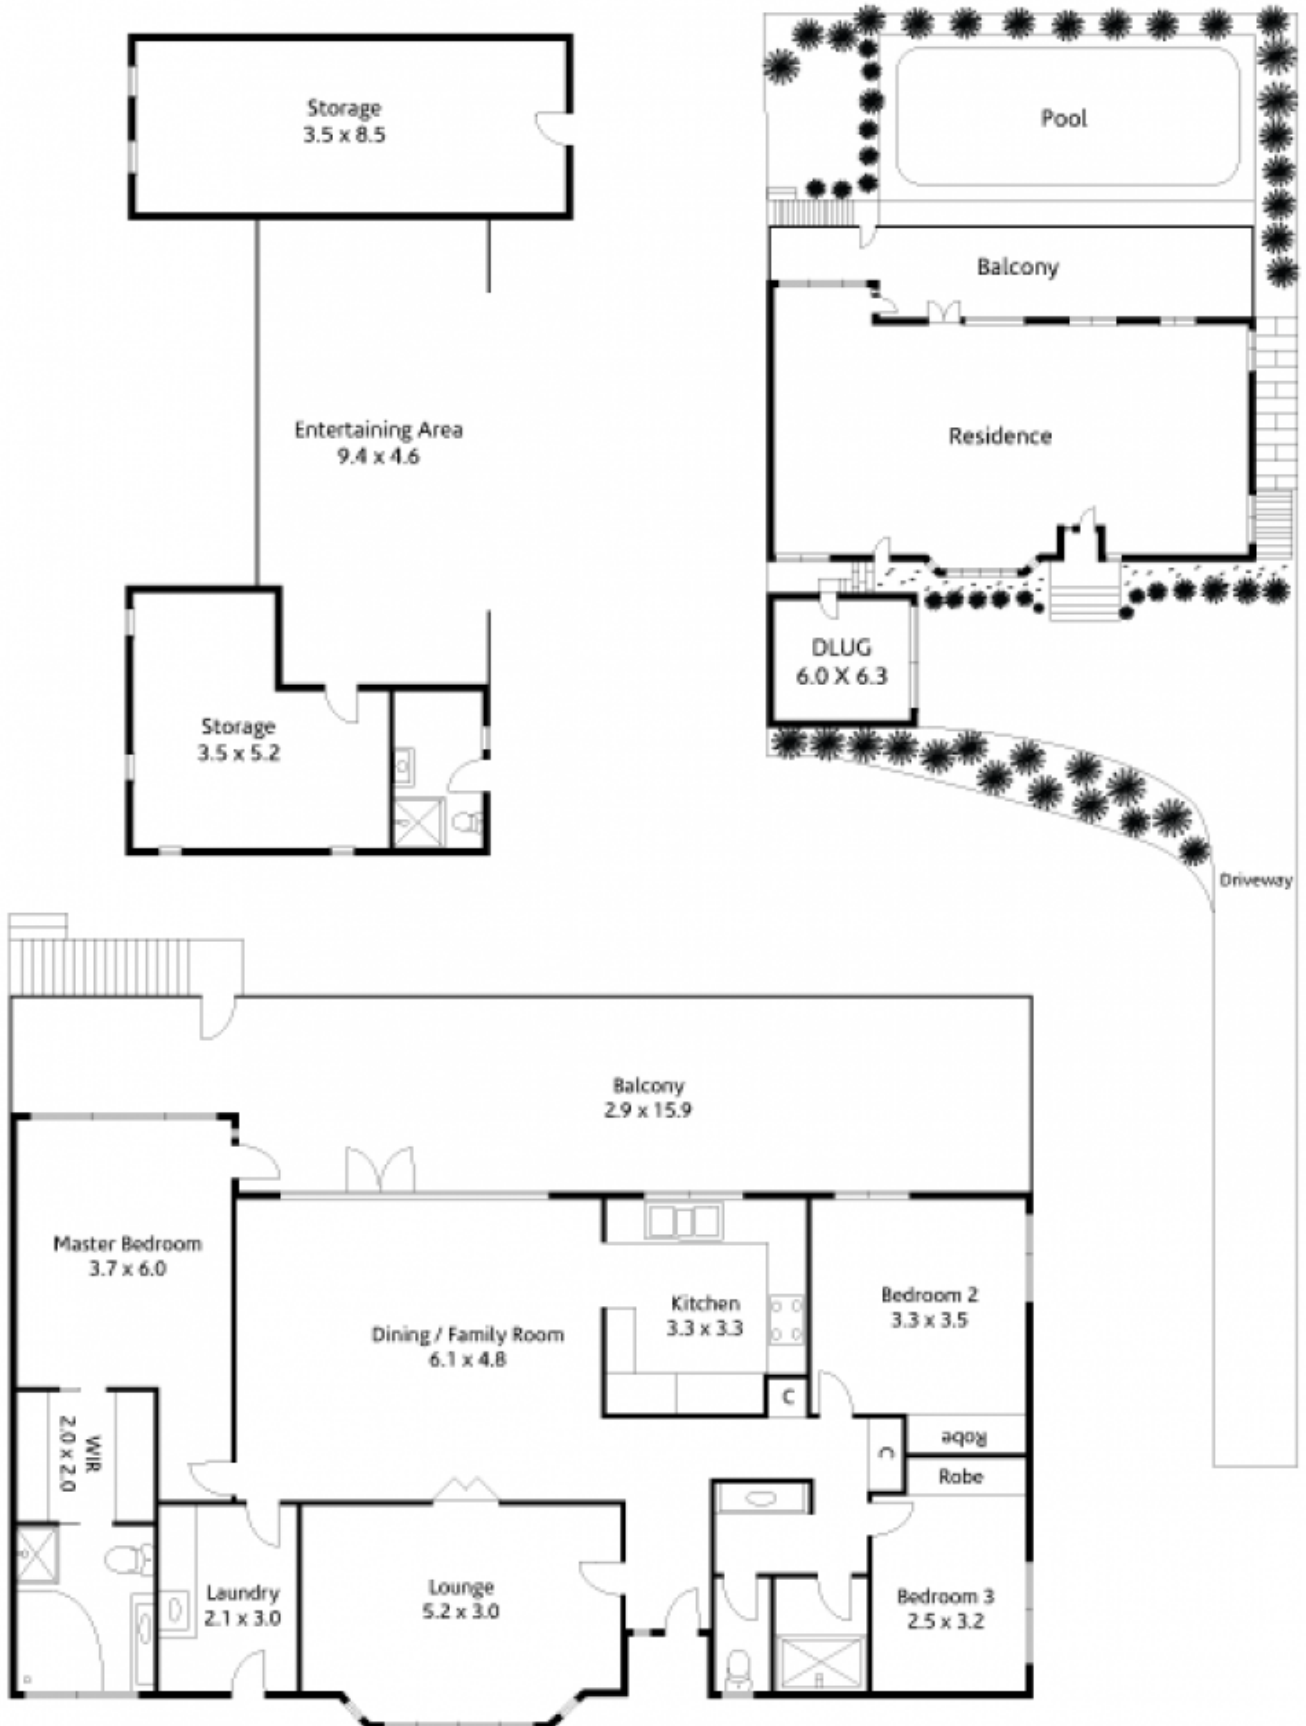 Storage
3.5 x 8.5
Entertaining Area
9.4 x 4.6
Storage
3.5 x 5.2
Pool
Balcony
Residence
DLUG
6.0 X 6.3
Driveway
Balcony
2.9 x 15.9
Master Bedroom
3.7 x 6.0
Dining / Family Room
6.1 x 4.8
Kitchen
3.3 x 3.3
C
Bedroom 2
3.3 x 3.5
Robe
C
Robe
WIR
2.0 x 2.0
Laundry
2.1 x 3.0
Lounge
5.2 x 3.0
Bedroom 3
2.5 x 3.2